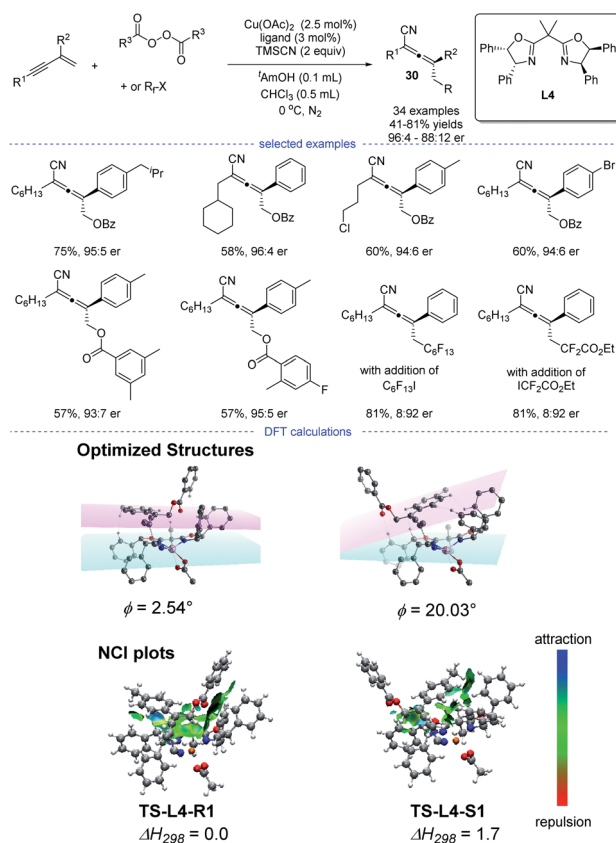 R² R¹ + R³ O O O O R³ + or Rf-X
Cu(OAc)₂ (2.5 mol%)
ligand (3 mol%)
TMSCN (2 equiv)
ᵗAmOH (0.1 mL)
CHCl₃ (0.5 mL)
0 ºC, N₂
CN R¹ R² 30 R
34 examples
41-81% yields
96:4 - 88:12 er
Ph O N Ph O N Ph Ph
L4
selected examples
CN C₆H₁₃ ⁱPr OBz
CN OBz
CN Cl OBz
CN C₆H₁₃ Br OBz
75%, 95:5 er
58%, 96:4 er
60%, 94:6 er
60%, 94:6 er
CN C₆H₁₃ O O
CN C₆H₁₃ O O F
CN C₆H₁₃ C₆F₁₃
CN C₆H₁₃ CF₂CO₂Et
with addition of
C₆F₁₃I
with addition of
ICF₂CO₂Et
57%, 93:7 er
57%, 95:5 er
81%, 8:92 er
81%, 8:92 er
DFT calculations
Optimized Structures
ϕ = 2.54°
ϕ = 20.03°
NCI plots
attraction
repulsion
TS-L4-R1
ΔH₂₉₈ = 0.0
TS-L4-S1
ΔH₂₉₈ = 1.7